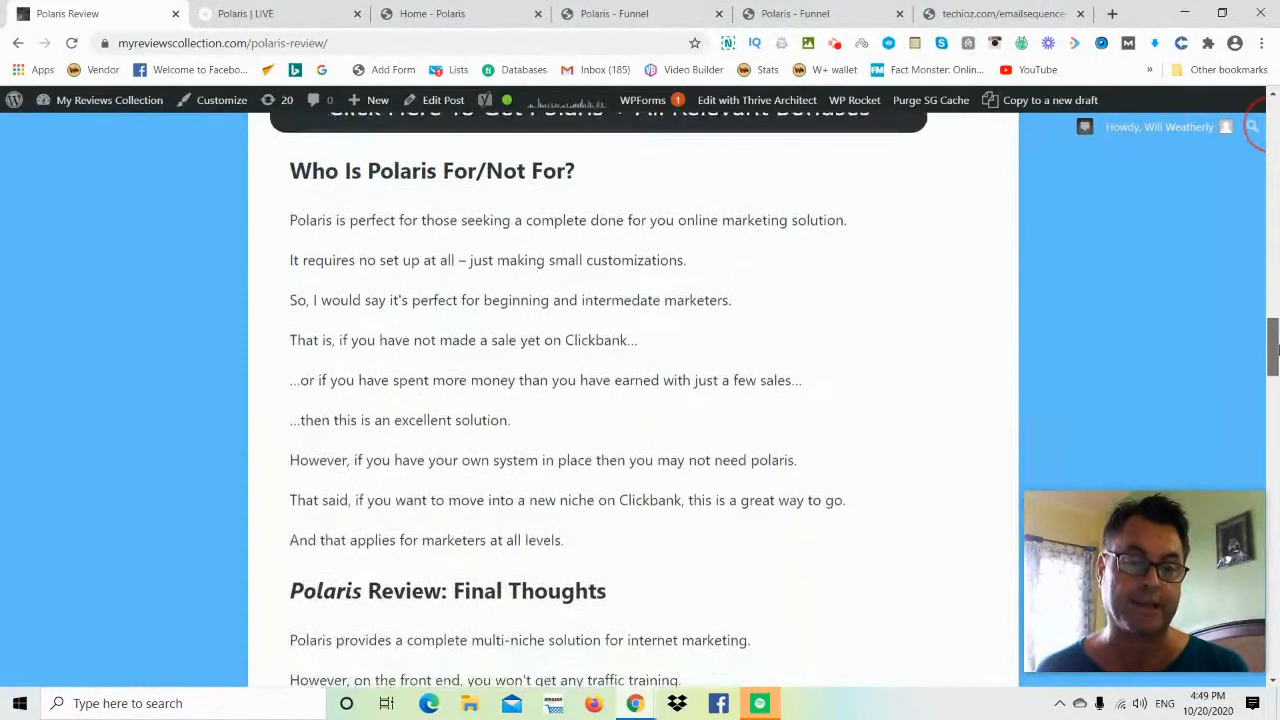 Polaris Review
Polaris | LIVE
Home - Polaris
Polaris - Funnel
Polaris - Funnel
techioz.com/emailsequence
myreviewscollection.com/polaris-review/
Apps
Vendor
Welcome to Facebo...
Add Form
Lists
Databases
Inbox (185)
Video Builder
Stats
W+ wallet
Fact Monster: Onlin...
YouTube
»
Other bookmarks
My Reviews Collection
Customize
20
0
New
Edit Post
WPForms 1
Edit with Thrive Architect
WP Rocket
Purge SG Cache
Copy to a new draft
Howdy, Will Weatherly
Click Here To Get Polaris + All Relevant Bonuses
Who Is Polaris For/Not For?
Polaris is perfect for those seeking a complete done for you online marketing solution.
It requires no set up at all – just making small customizations.
So, I would say it's perfect for beginning and intermedate marketers.
That is, if you have not made a sale yet on Clickbank…
…or if you have spent more money than you have earned with just a few sales…
…then this is an excellent solution.
However, if you have your own system in place then you may not need polaris.
That said, if you want to move into a new niche on Clickbank, this is a great way to go.
And that applies for marketers at all levels.
Polaris Review: Final Thoughts
Polaris provides a complete multi-niche solution for internet marketing.
However, on the front end, you won't get any traffic training.
Type here to search
amazon
ENG
4:49 PM
10/20/2020